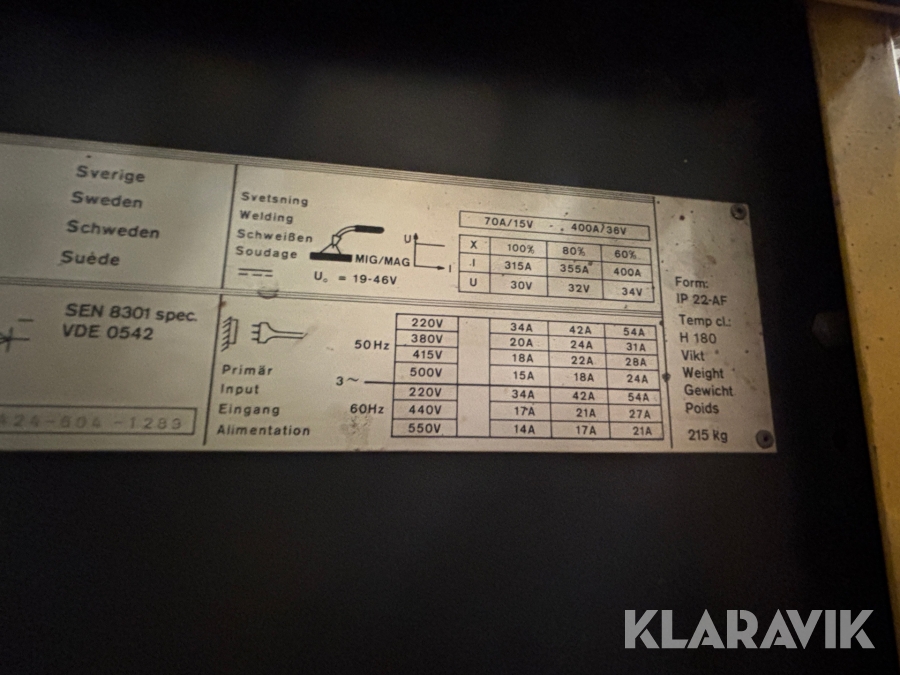 Sverige
Sweden
Schweden
Suéde
Svetsning
Welding
Schweißen
Soudage
MIG/MAG
U₀ = 19-46V
U
I
70A/15V - 400A/36V
X 100% 80% 60%
I 315A 355A 400A
U 30V 32V 34V
SEN 8301 spec.
VDE 0542
424-604-1289
Primär
Input
Eingang
Alimentation
3~
50Hz
220V 34A 42A 54A
380V 20A 24A 31A
415V 18A 22A 28A
500V 15A 18A 24A
60Hz
220V 34A 42A 54A
440V 17A 21A 27A
550V 14A 17A 21A
Form:
IP 22-AF
Temp cl.:
H 180
Vikt
Weight
Gewicht
Poids
215 kg
KLARAVIK